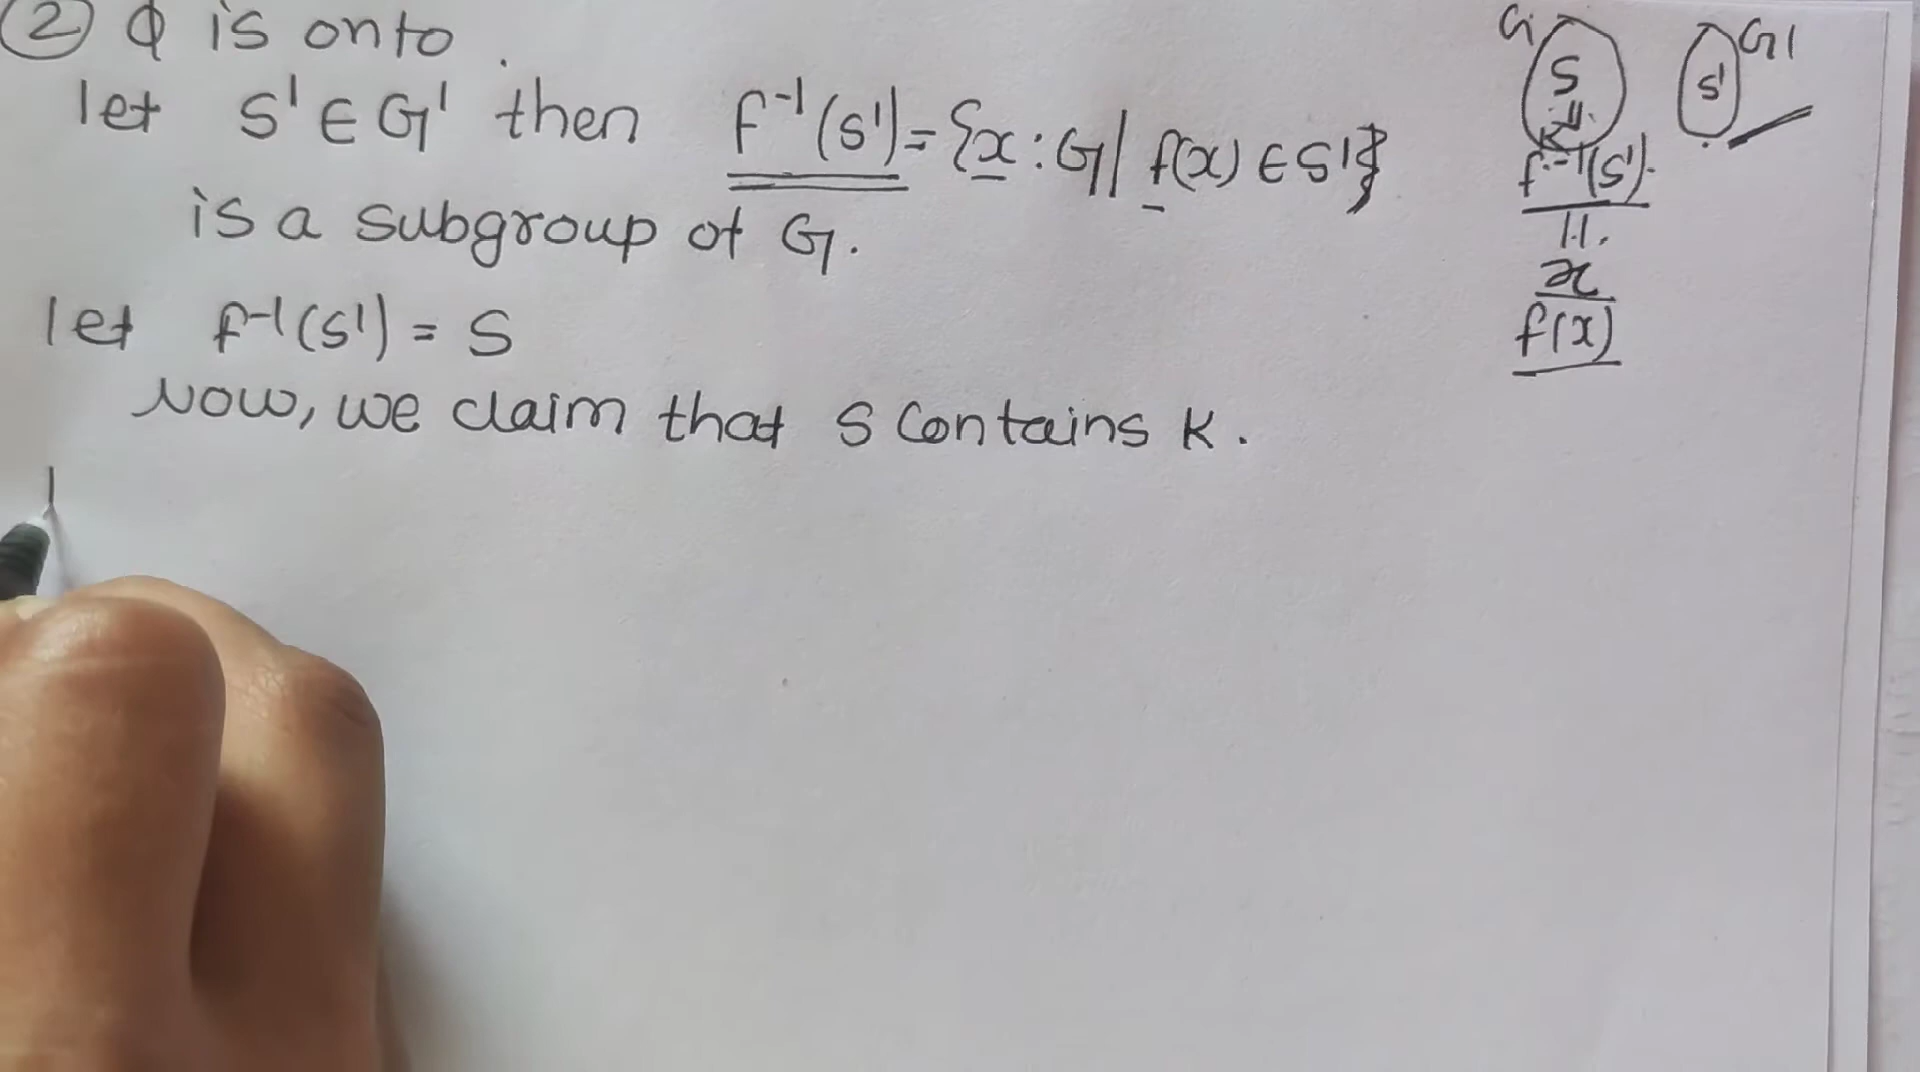 ② φ is onto.
let S' ∈ G' then f⁻¹(S') = {x : G | f(x) ∈ S'}
is a subgroup of G.
let f⁻¹(S') = S
Now, we claim that S contains K.
G G'
S S'
K
f⁻¹(S').
x
f(x)